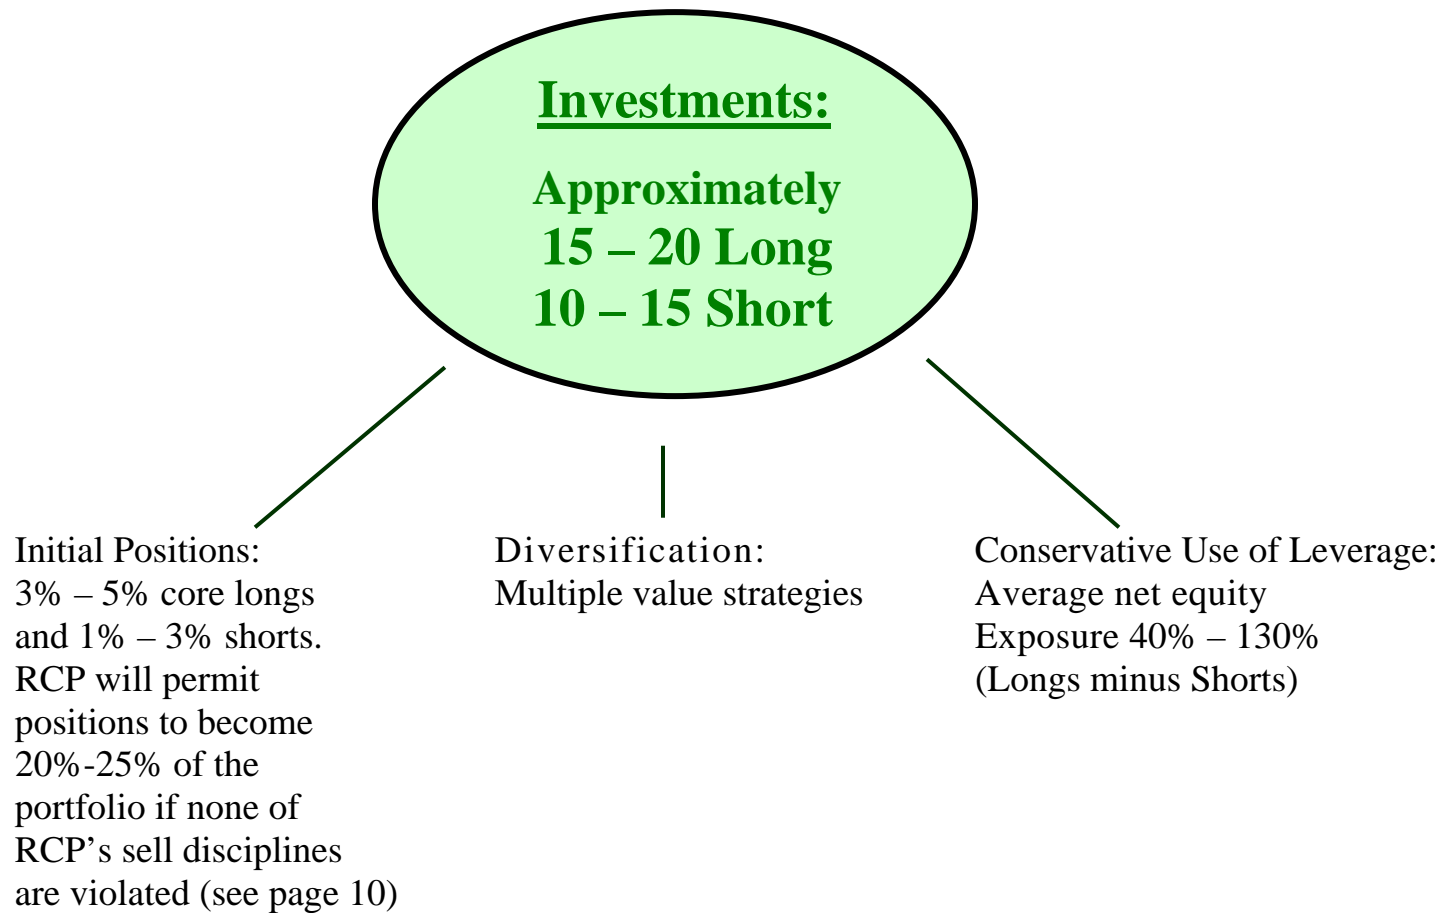 Investments:
Approximately
15 – 20 Long
10 – 15 Short
Initial Positions:
3% – 5% core longs
and 1% – 3% shorts.
RCP will permit
positions to become
20%-25% of the
portfolio if none of
RCP’s sell disciplines
are violated (see page 10)
Diversification:
Multiple value strategies
Conservative Use of Leverage:
Average net equity
Exposure 40% – 130%
(Longs minus Shorts)